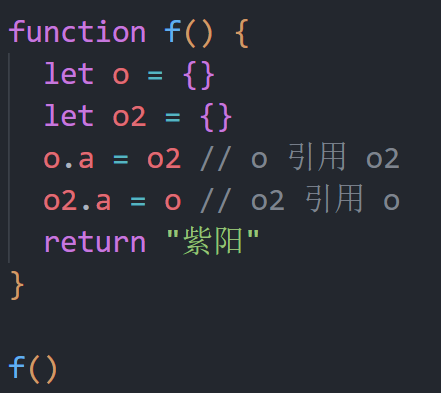 function f() {
  let o = {}
  let o2 = {}
  o.a = o2 // o 引用 o2
  o2.a = o // o2 引用 o
  return "紫阳"
}
f()